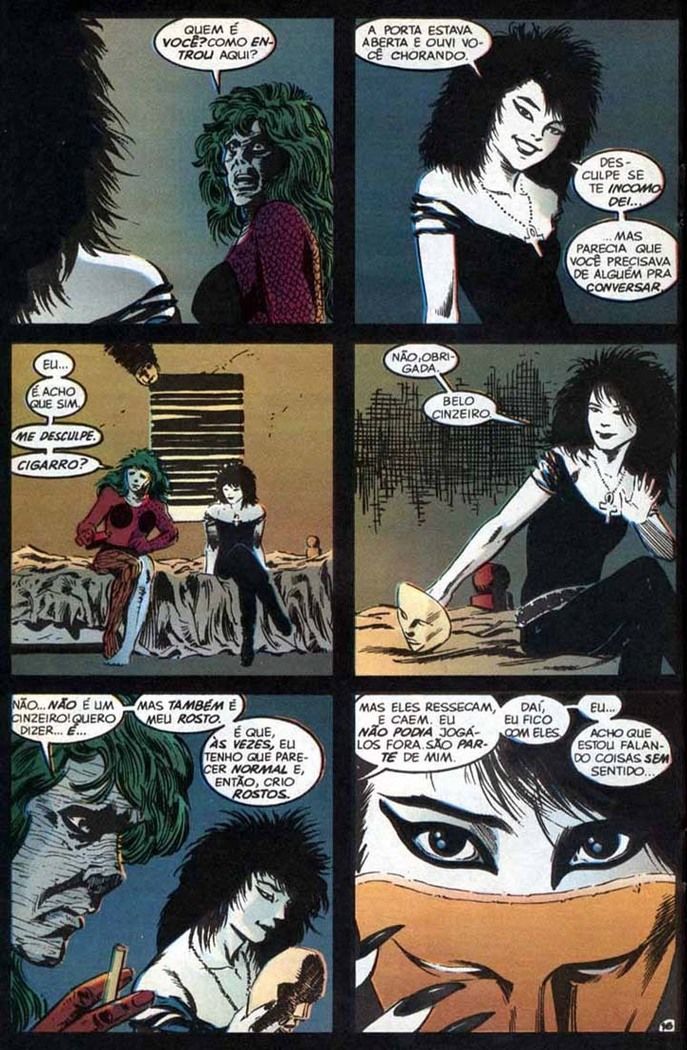 QUEM É
VOCÊ? COMO EN-
TROU AQUI?
A PORTA ESTAVA
ABERTA E OUVI VO-
CÊ CHORANDO.
DES-
CULPE SE
TE INCOMO
DEI...
...MAS
PARECIA QUE
VOCÊ PRECISAVA
DE ALGUÉM PRA
CONVERSAR.
EU...
É ACHO
QUE SIM.
ME DESCULPE.
CIGARRO?
NÃO, OBRI-
GADA.
BELO
CINZEIRO.
NÃO... NÃO É UM
CINZEIRO! QUERO
DIZER... É...
MAS TAMBÉM É
MEU ROSTO.
É QUE,
ÀS VEZES, EU
TENHO QUE PARE-
CER NORMAL E,
ENTÃO, CRIO
ROSTOS.
MAS ELES RESSECAM,
E CAEM. EU
NÃO PODIA JOGÁ-
LOS FORA. SÃO PAR-
TE DE MIM.
DAÍ,
EU FICO
COM ELES.
EU...
ACHO QUE
ESTOU FALAN-
DO COISAS SEM
SENTIDO...
16